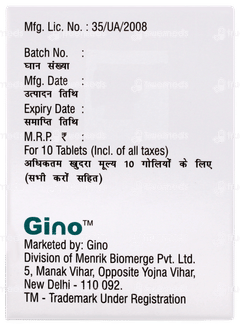 Mfg. Lic. No. : 35/UA/2008
Batch No. :
घान संख्या
Mfg. Date :
उत्पादन तिथि
Expiry Date :
समाप्ति तिथि
M.R.P. ₹ :
For 10 Tablets (Incl. of all taxes)
अधिकतम खुदरा मूल्य 10 गोलियों के लिए
(सभी करों सहित)
Gino™
Marketed by: Gino
Division of Menrik Biomerge Pvt. Ltd.
5, Manak Vihar, Opposite Yojna Vihar,
New Delhi - 110 092.
TM - Trademark Under Registration